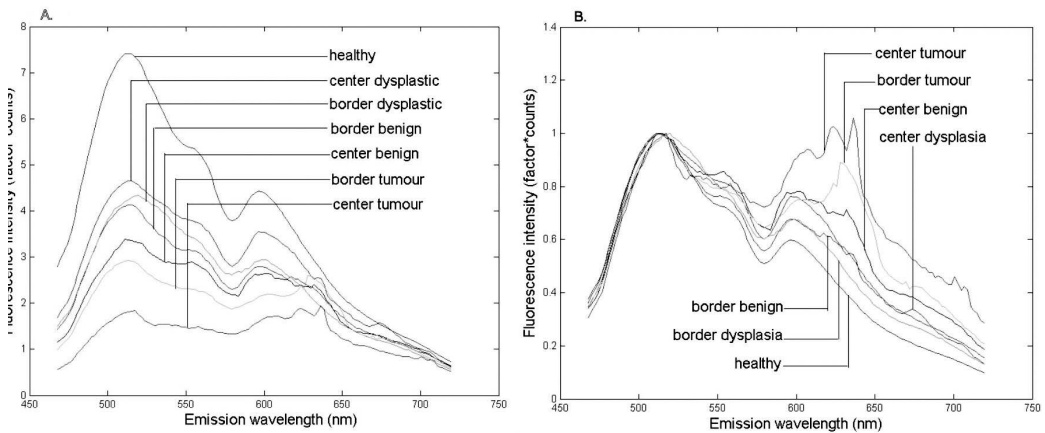 A.
8
7
6
5
4
3
2
1
0
450 500 550 600 650 700 750
Emission wavelength (nm)
Fluorescence intensity (factor*counts)
healthy
center dysplastic
border dysplastic
border benign
center benign
border tumour
center tumour
B.
1.4
1.2
1
0.8
0.6
0.4
0.2
0
450 500 550 600 650 700 750
Emission wavelength (nm)
Fluorescence intensity (factor*counts)
center tumour
border tumour
center benign
center dysplasia
border benign
border dysplasia
healthy